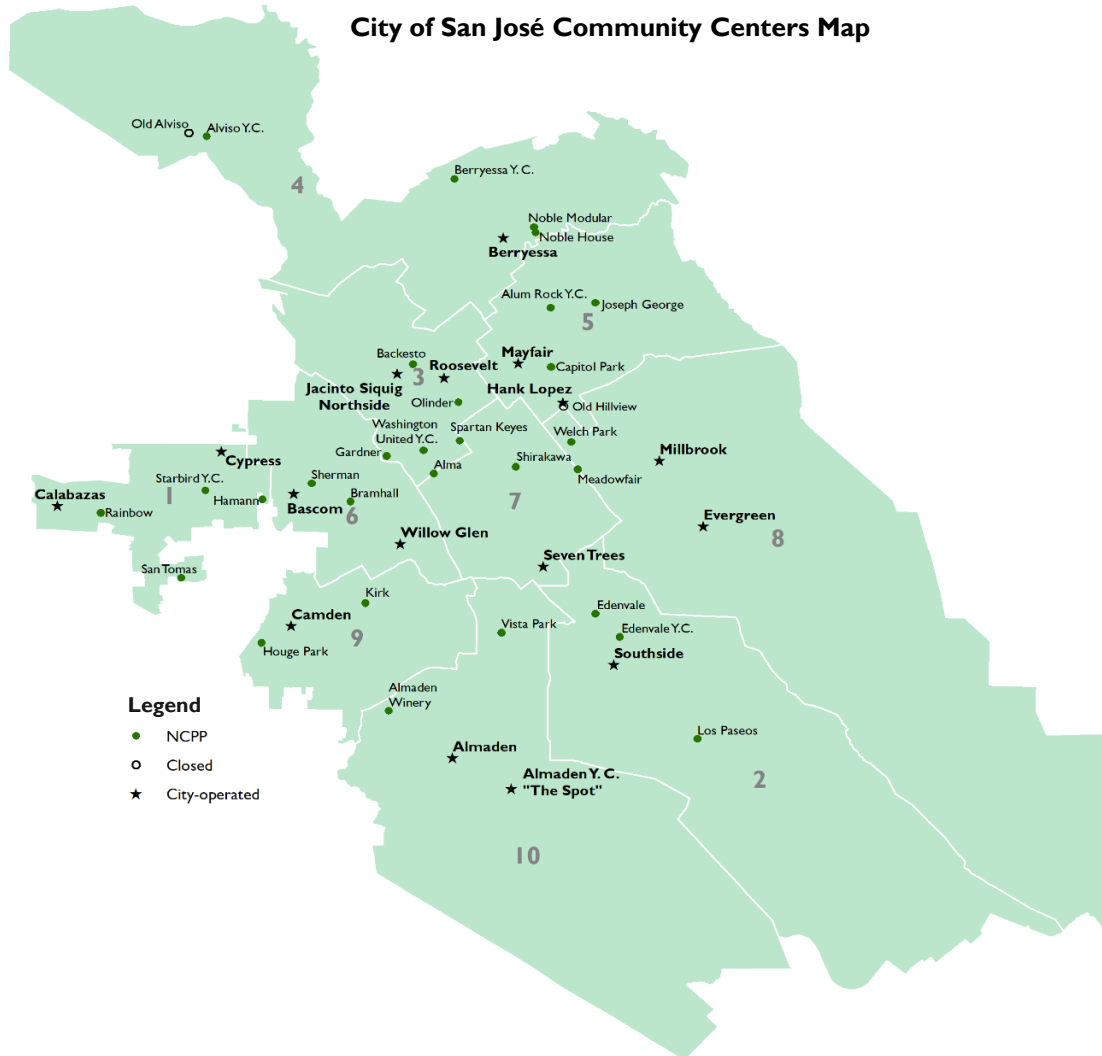 City of San José Community Centers Map
Old Alviso
Alviso Y.C.
4
Berryessa Y. C.
Noble Modular
Noble House
Berryessa
Alum Rock Y.C.
Joseph George
5
Backesto
Roosevelt
Mayfair
Capitol Park
3
Jacinto Siquig
Northside
Hank Lopez
Olinder
Old Hillview
Washington
United Y.C.
Spartan Keyes
Welch Park
Gardner
Alma
Shirakawa
Meadowfair
Millbrook
Cypress
Starbird Y.C.
Sherman
Calabazas
1
Hamann
Bramhall
Rainbow
Bascom
6
7
Evergreen
8
Willow Glen
Seven Trees
San Tomas
Kirk
Edenvale
Camden
9
Vista Park
Edenvale Y.C.
Houge Park
Southside
Almaden
Winery
Legend
NCPP
Closed
City-operated
Los Paseos
Almaden
Almaden Y. C.
"The Spot"
2
10